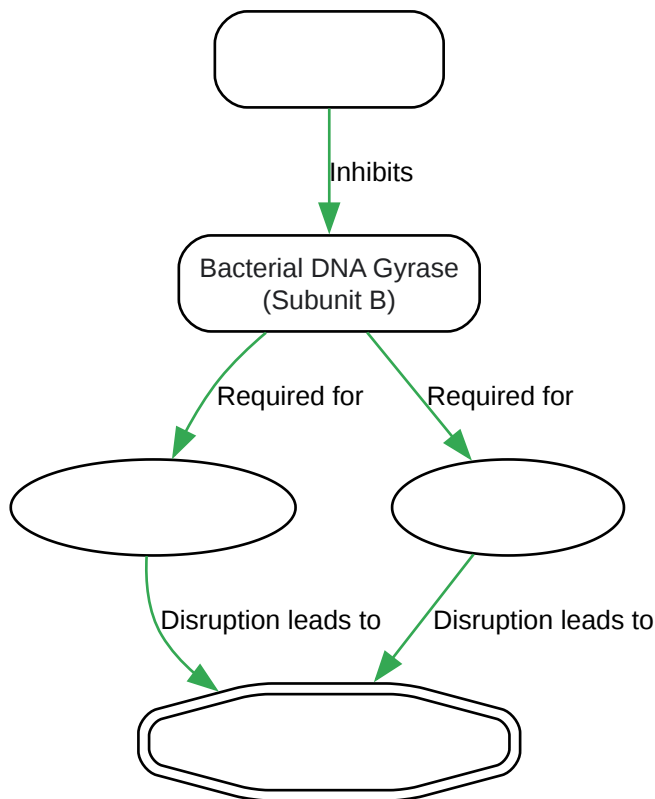 Inhibits
Bacterial DNA Gyrase
(Subunit B)
Required for
Required for
Disruption leads to
Disruption leads to